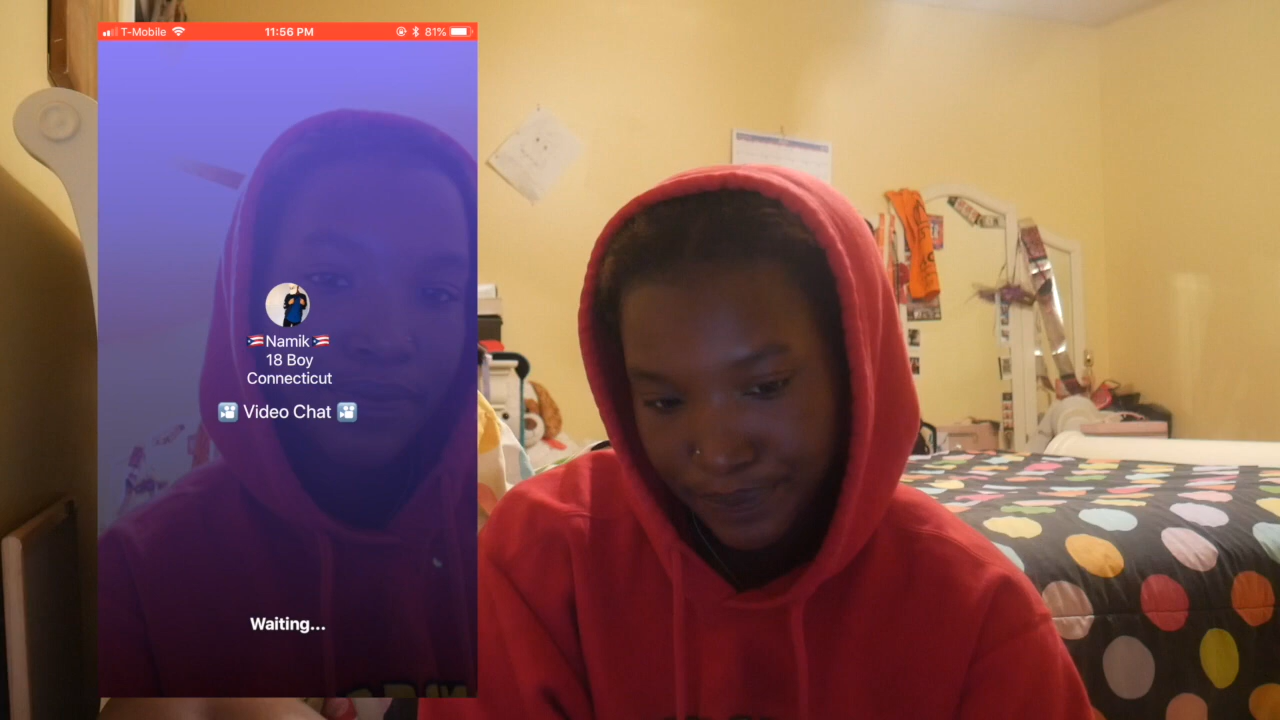 T-Mobile 11:56 PM 81%
🇵🇷Namik🇵🇷
18 Boy
Connecticut
🎦 Video Chat 🎦
Waiting...